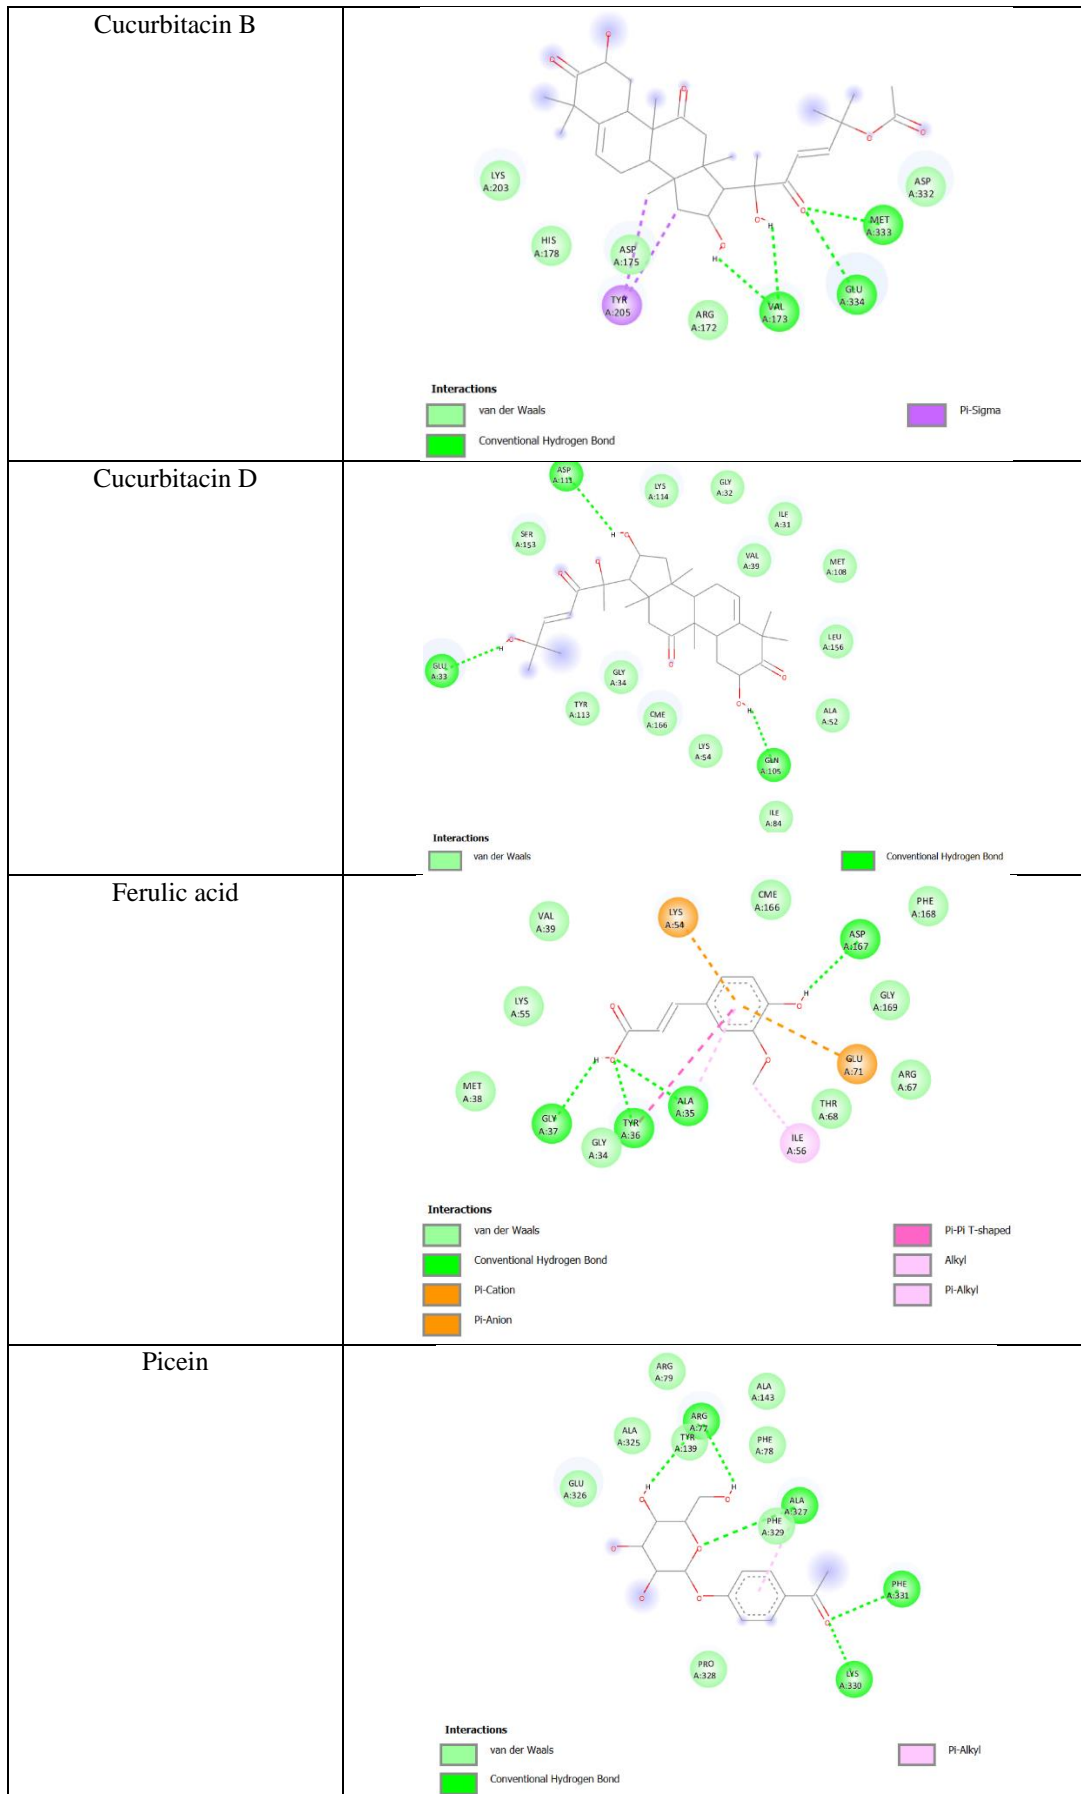 Cucurbitacin B
O
O
O
O
O
O
O
H
O
H
LYS
A:203
HIS
A:178
ASP
A:175
TYR
A:205
ARG
A:172
VAL
A:173
GLU
A:334
MET
A:333
ASP
A:332
Interactions
van der Waals
Conventional Hydrogen Bond
Pi-Sigma
Cucurbitacin D
ASP
A:111
LYS
A:114
GLY
A:32
ILE
A:31
SER
A:153
VAL
A:39
MET
A:108
H
O
O
O
LEU
A:156
GLU
A:33
H
O
GLY
A:34
O
O
TYR
A:113
CME
A:166
O
H
ALA
A:52
LYS
A:54
GLN
A:105
ILE
A:84
Interactions
van der Waals
Conventional Hydrogen Bond
Ferulic acid
VAL
A:39
LYS
A:54
CME
A:166
PHE
A:168
ASP
A:167
LYS
A:55
O
H
O
GLY
A:169
H
O
O
GLU
A:71
ARG
A:67
MET
A:38
GLY
A:37
TYR
A:36
ALA
A:35
THR
A:68
GLY
A:34
ILE
A:56
Interactions
van der Waals
Conventional Hydrogen Bond
Pi-Cation
Pi-Anion
Pi-Pi T-shaped
Alkyl
Pi-Alkyl
Picein
ARG
A:79
ALA
A:143
ARG
A:77
ALA
A:325
TYR
A:139
PHE
A:78
GLU
A:326
H
O
H
O
ALA
A:327
PHE
A:329
O
O
O
O
PHE
A:331
O
PRO
A:328
LYS
A:330
Interactions
van der Waals
Conventional Hydrogen Bond
Pi-Alkyl